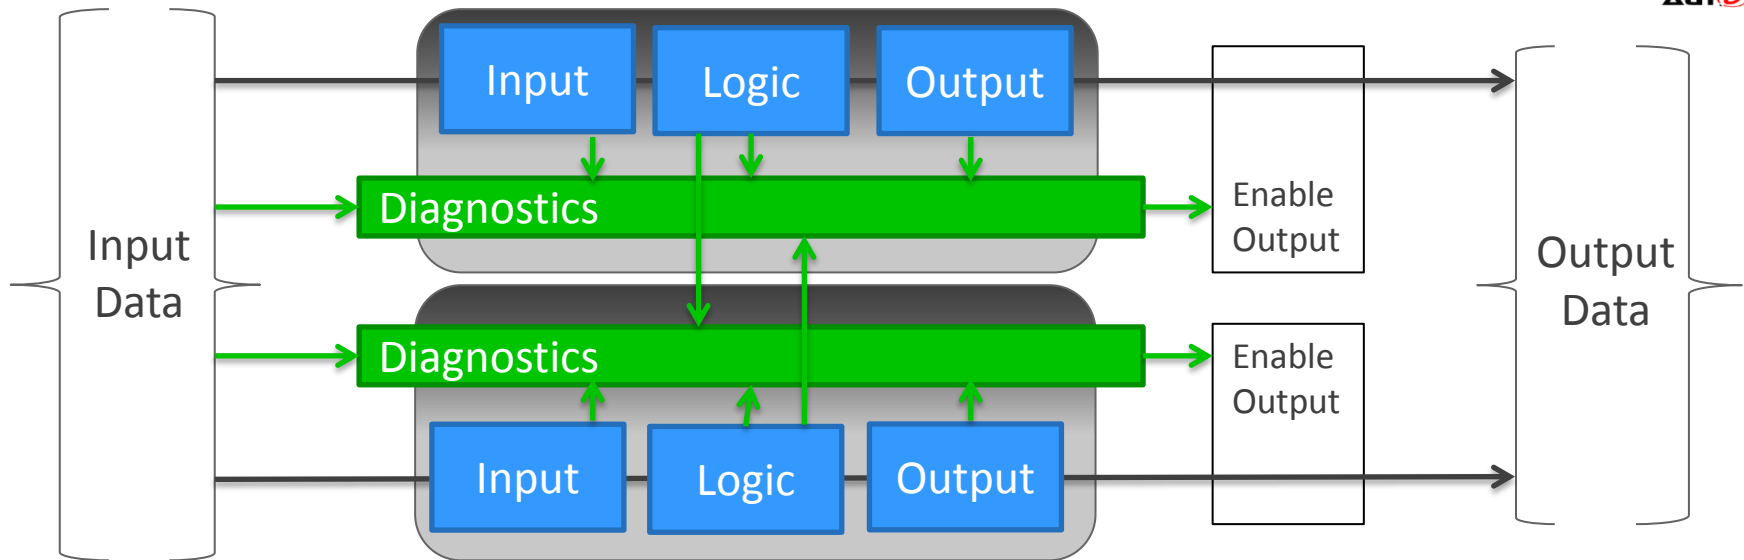 Input
Logic
Output
Diagnostics
Enable
Output
Input
Data
Output
Data
Diagnostics
Enable
Output
Input
Logic
Output